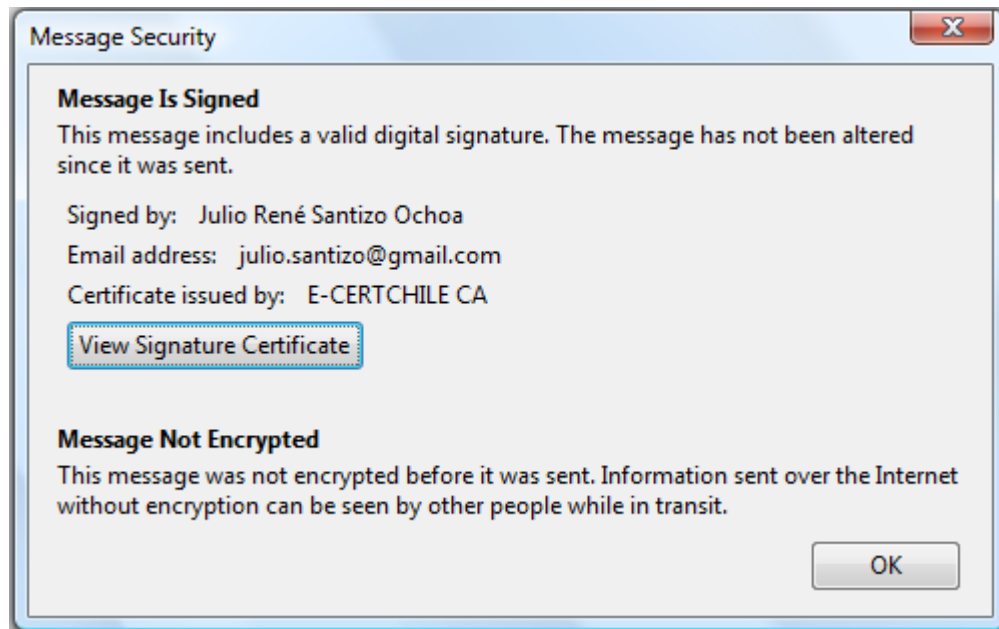 Message Security
Message Is Signed
This message includes a valid digital signature. The message has not been altered
since it was sent.
Signed by: Julio René Santizo Ochoa
Email address: julio.santizo@gmail.com
Certificate issued by: E-CERTCHILE CA
View Signature Certificate
Message Not Encrypted
This message was not encrypted before it was sent. Information sent over the Internet
without encryption can be seen by other people while in transit.
OK